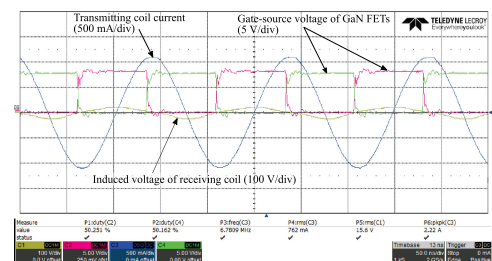 Transmitting coil current
(500 mA/div)
Gate-source voltage of GaN FETs
(5 V/div)
TELEDYNE LECROY
Everywhereyoulook™
Induced voltage of receiving coil (100 V/div)
Measure P1:duty(C2) P2:duty(C4) P3:freq(C3) P4:rms(C3) P5:rms(C1) P6:pkpk(C3)
value 50.251 % 50.162 % 6.7809 MHz 762 mA 15.6 V 2.22 A
status
C1 C2 C3 C4 Timebase Trigger
100 V/div 5.00 V/div 500 mA/div 5.00 V/div 50.0 ns/div Stop 0 mA